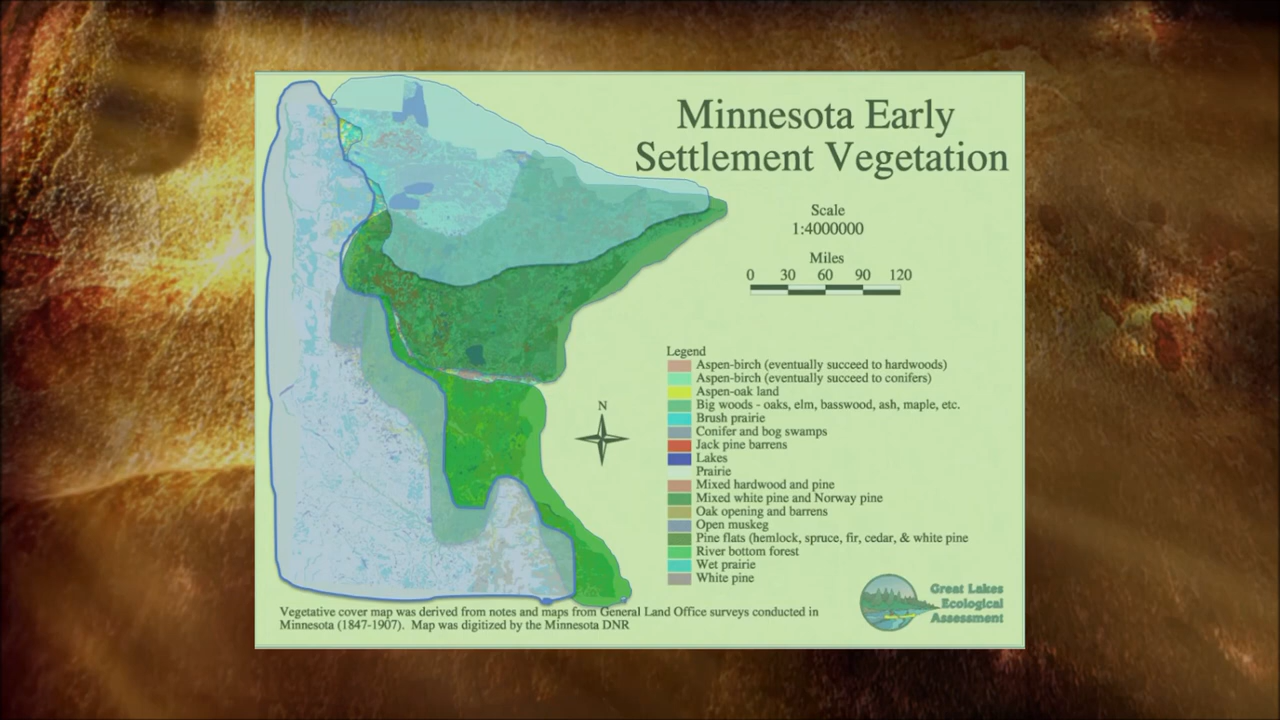 Minnesota Early
Settlement Vegetation
Scale
1:4000000
Miles
0 30 60 90 120
N
Legend
Aspen-birch (eventually succeed to hardwoods)
Aspen-birch (eventually succeed to conifers)
Aspen-oak land
Big woods - oaks, elm, basswood, ash, maple, etc.
Brush prairie
Conifer and bog swamps
Jack pine barrens
Lakes
Prairie
Mixed hardwood and pine
Mixed white pine and Norway pine
Oak opening and barrens
Open muskeg
Pine flats (hemlock, spruce, fir, cedar, & white pine
River bottom forest
Wet prairie
White pine
Great Lakes
Ecological
Assessment
Vegetative cover map was derived from notes and maps from General Land Office surveys conducted in
Minnesota (1847-1907). Map was digitized by the Minnesota DNR